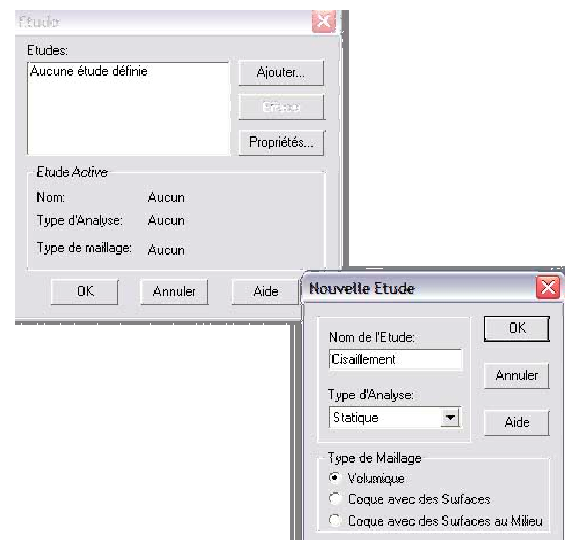 Etude
Etudes:
Aucune étude définie
Ajouter...
Effacer
Propriétés...
Etude Active
Nom: Aucun
Type d'Analyse: Aucun
Type de maillage: Aucun
OK Annuler Aide
Nouvelle Etude
Nom de l'Etude:
Cisaillement
OK
Annuler
Type d'Analyse:
Statique
Aide
Type de Maillage
Volumique
Coque avec des Surfaces
Coque avec des Surfaces au Milieu